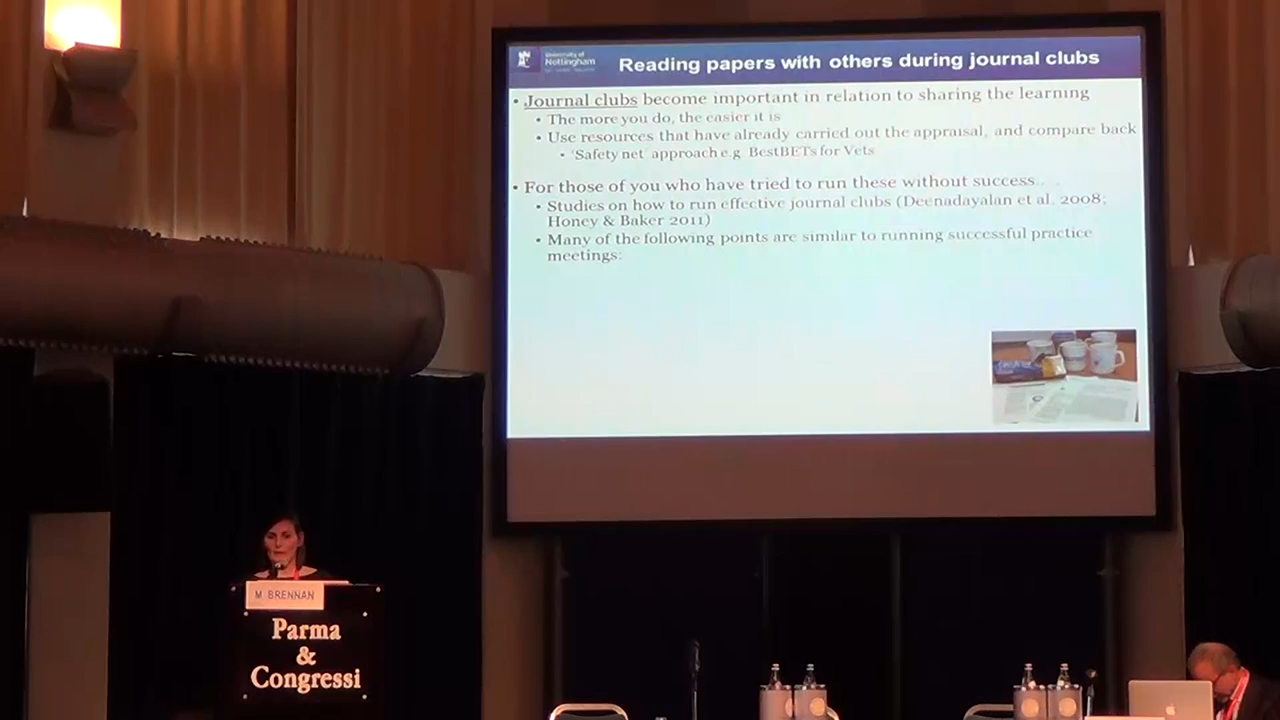 University of
Nottingham
Reading papers with others during journal clubs
• Journal clubs become important in relation to sharing the learning
• The more you do, the easier it is
• Use resources that have already carried out the appraisal, and compare back
• 'Safety net' approach e.g. BestBETs for Vets
• For those of you who have tried to run these without success…
• Studies on how to run effective journal clubs (Deenadayalan et al. 2008;
Honey & Baker 2011)
• Many of the following points are similar to running successful practice
meetings:
M BRENNAN
Parma
&
Congressi